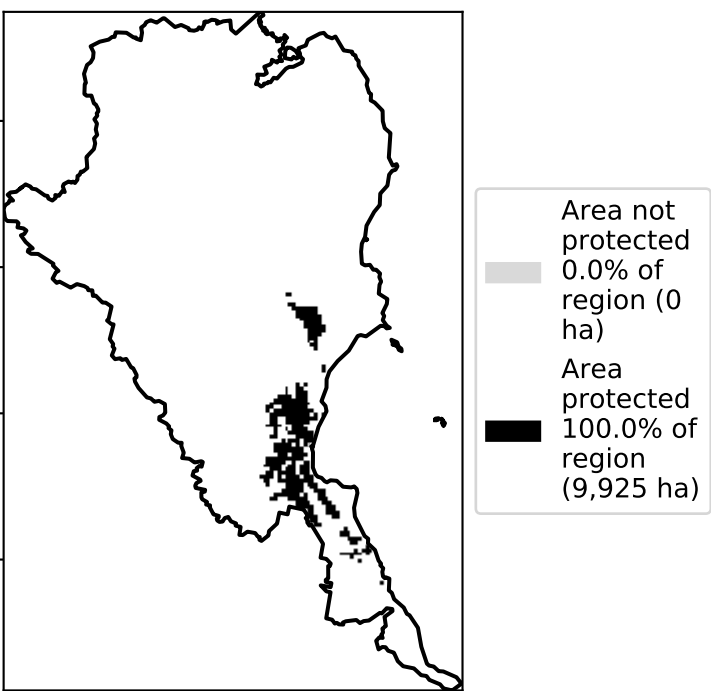 Area not
protected
0.0% of
region (0
ha)
Area
protected
100.0% of
region
(9,925 ha)